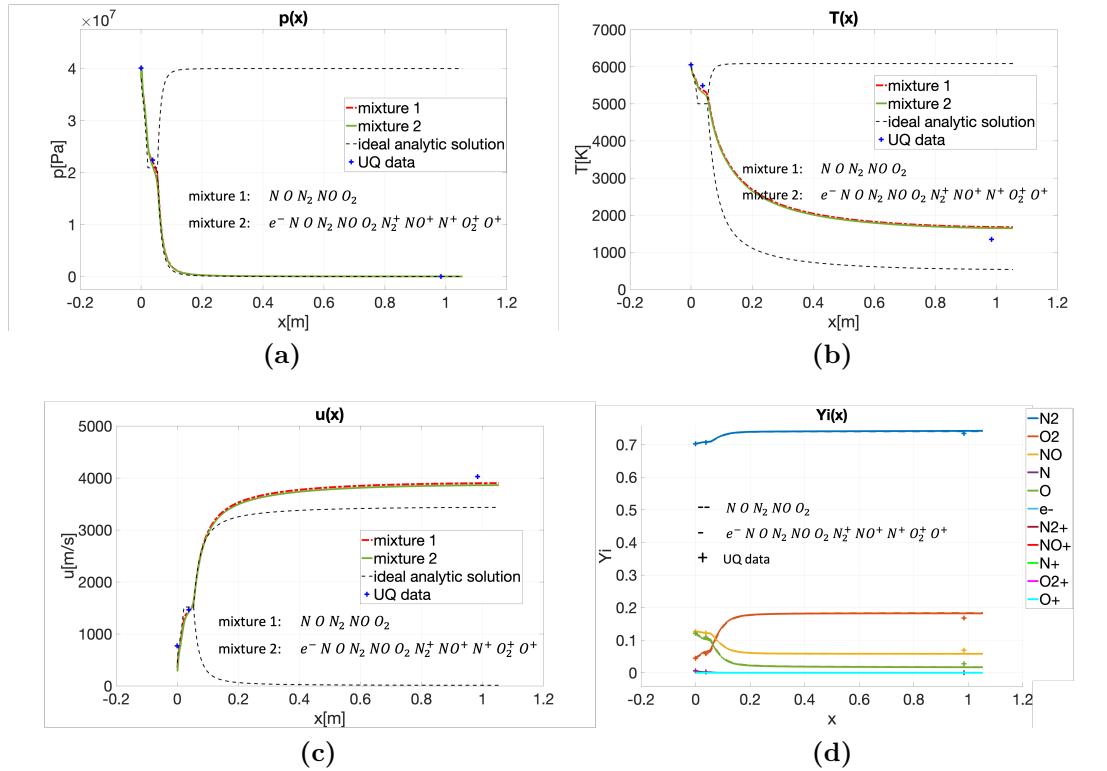 p(x)
×10⁷
4
3
2
1
0
p[Pa]
mixture 1
mixture 2
ideal analytic solution
UQ data
mixture 1: N O N₂ NO O₂
mixture 2: e⁻ N O N₂ NO O₂ N₂⁺ NO⁺ N⁺ O₂⁺ O⁺
-0.2 0 0.2 0.4 0.6 0.8 1 1.2
x[m]
(a)
T(x)
7000
6000
5000
4000
3000
2000
1000
0
T[K]
mixture 1
mixture 2
ideal analytic solution
UQ data
mixture 1: N O N₂ NO O₂
mixture 2: e⁻ N O N₂ NO O₂ N₂⁺ NO⁺ N⁺ O₂⁺ O⁺
-0.2 0 0.2 0.4 0.6 0.8 1 1.2
x[m]
(b)
u(x)
5000
4000
3000
2000
1000
0
u[m/s]
mixture 1
mixture 2
ideal analytic solution
UQ data
mixture 1: N O N₂ NO O₂
mixture 2: e⁻ N O N₂ NO O₂ N₂⁺ NO⁺ N⁺ O₂⁺ O⁺
-0.2 0 0.2 0.4 0.6 0.8 1 1.2
x[m]
(c)
Yi(x)
0.7
0.6
0.5
0.4
0.3
0.2
0.1
0
Yi
-- N O N₂ NO O₂
- e⁻ N O N₂ NO O₂ N₂⁺ NO⁺ N⁺ O₂⁺ O⁺
+ UQ data
N2
O2
NO
N
O
e-
N2+
NO+
N+
O2+
O+
-0.2 0 0.2 0.4 0.6 0.8 1 1.2
x
(d)